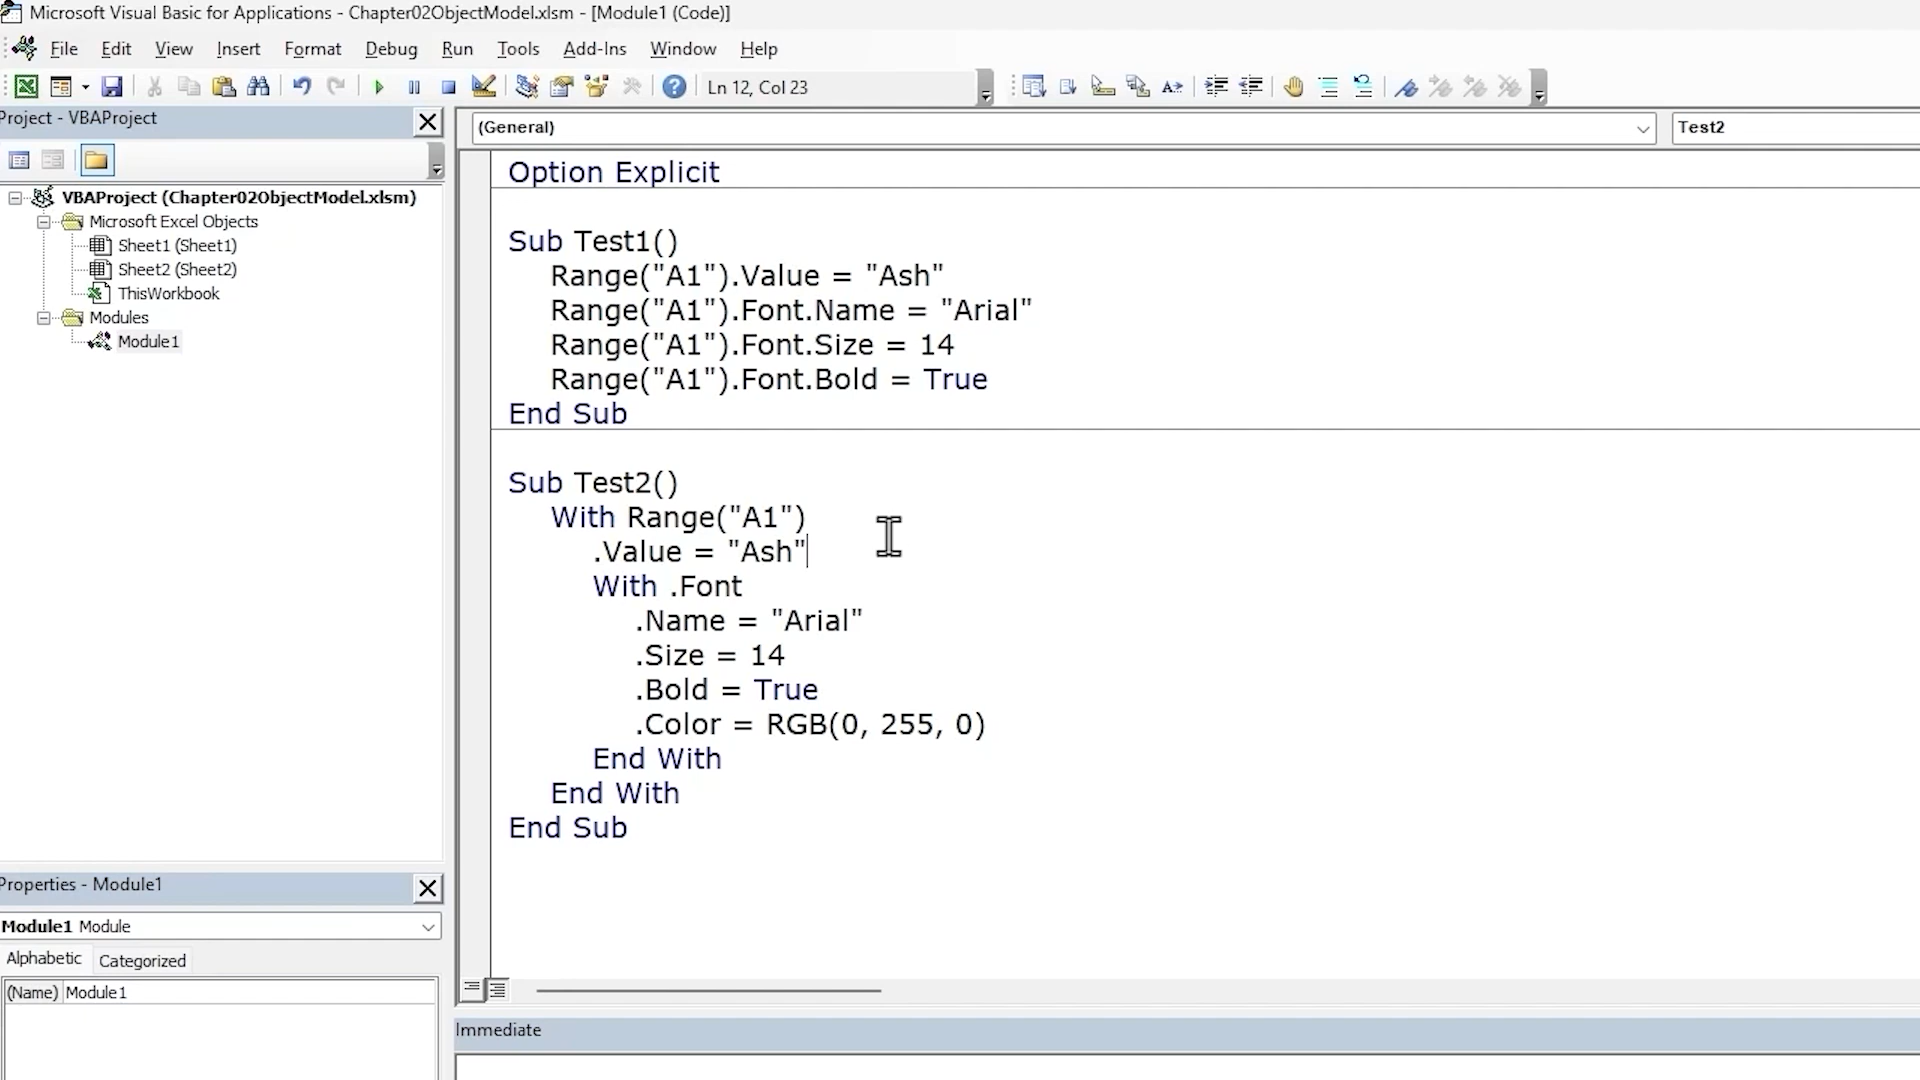 Microsoft Visual Basic for Applications - Chapter02ObjectModel.xlsm - [Module1 (Code)]
File Edit View Insert Format Debug Run Tools Add-Ins Window Help
Ln 12, Col 23
Project - VBAProject
VBAProject (Chapter02ObjectModel.xlsm)
Microsoft Excel Objects
Sheet1 (Sheet1)
Sheet2 (Sheet2)
ThisWorkbook
Modules
Module1
Properties - Module1
Module1 Module
Alphabetic Categorized
(Name) Module1
(General) Test2
Option Explicit
Sub Test1()
Range("A1").Value = "Ash"
Range("A1").Font.Name = "Arial"
Range("A1").Font.Size = 14
Range("A1").Font.Bold = True
End Sub
Sub Test2()
With Range("A1")
.Value = "Ash"
With .Font
.Name = "Arial"
.Size = 14
.Bold = True
.Color = RGB(0, 255, 0)
End With
End With
End Sub
Immediate